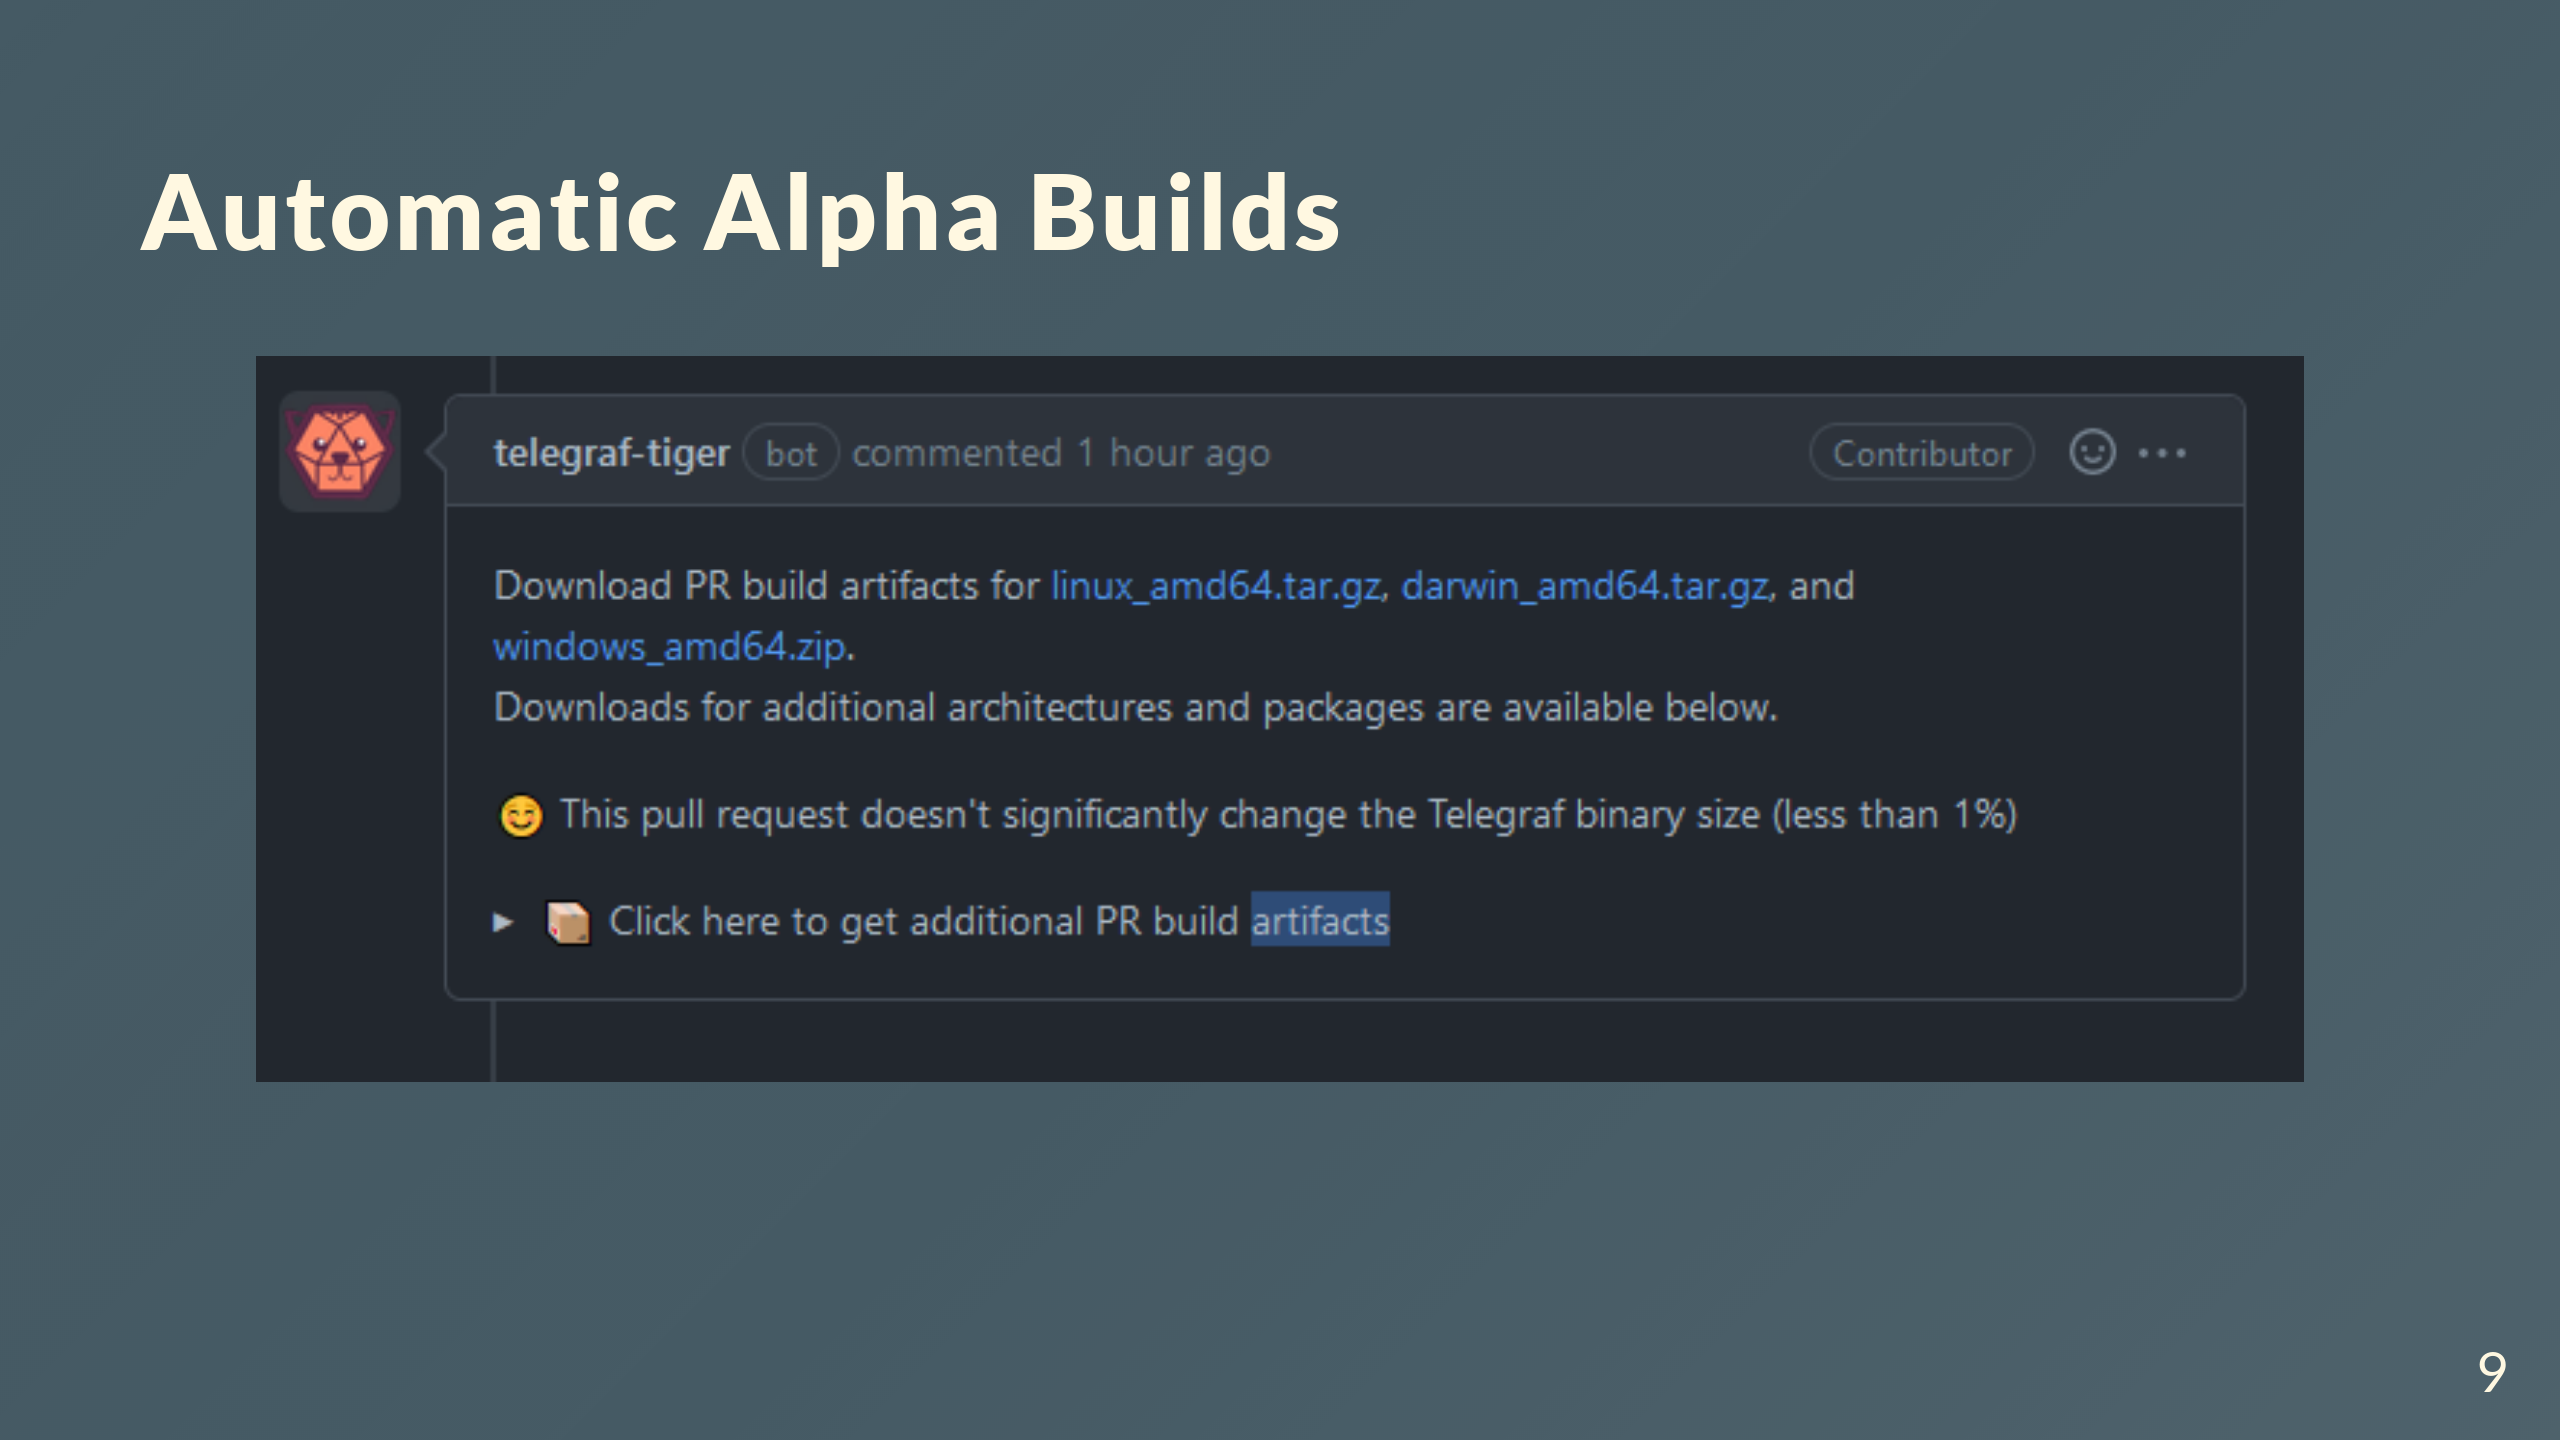 Automatic Alpha Builds
telegraf-tiger bot commented 1 hour ago Contributor
Download PR build artifacts for linux_amd64.tar.gz, darwin_amd64.tar.gz, and
windows_amd64.zip.
Downloads for additional architectures and packages are available below.
😊 This pull request doesn't significantly change the Telegraf binary size (less than 1%)
▶ 📦 Click here to get additional PR build artifacts
9